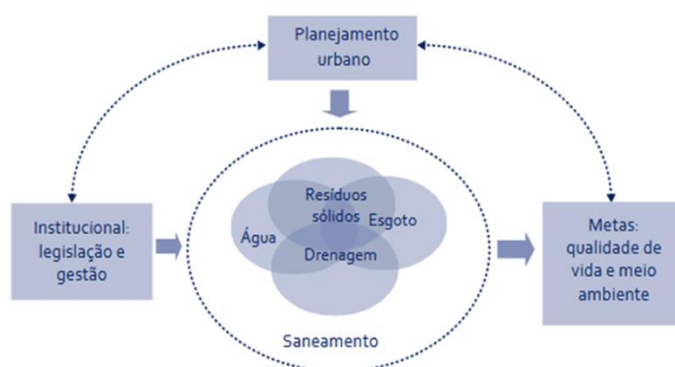 Planejamento
urbano
Institucional:
legislação e
gestão
Resíduos
sólidos
Água
Esgoto
Drenagem
Saneamento
Metas:
qualidade de
vida e meio
ambiente